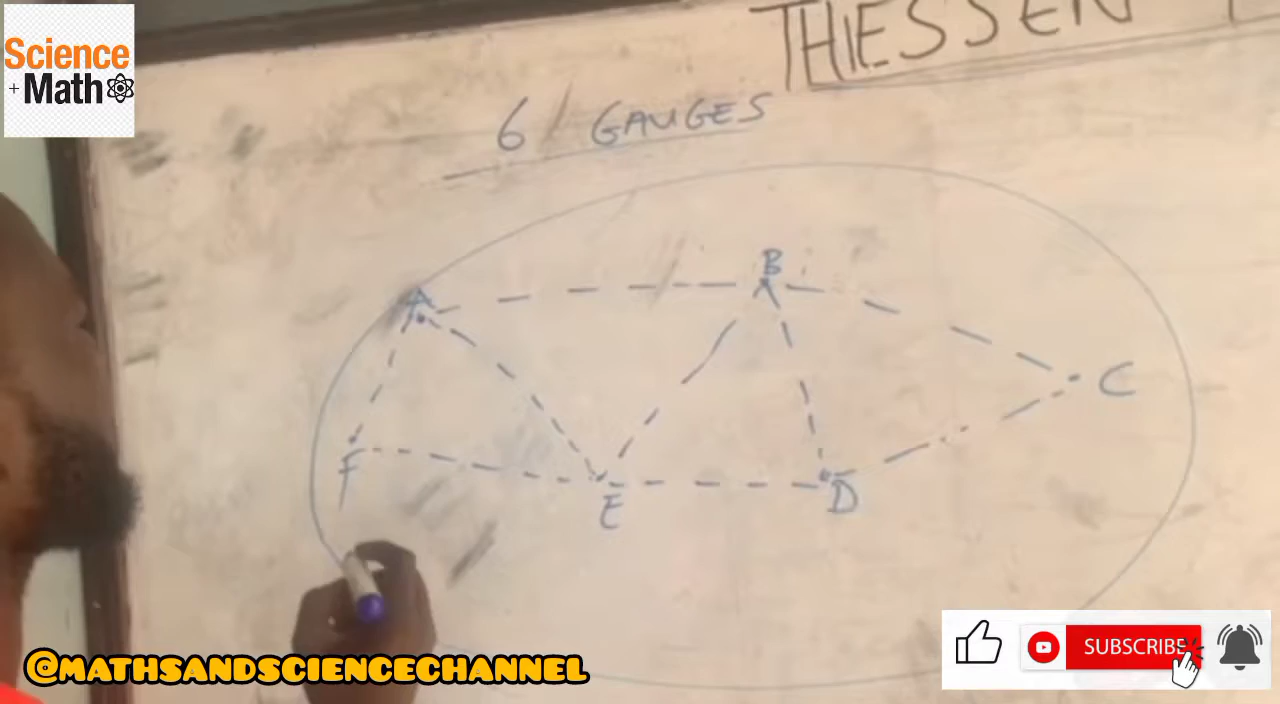 Science
+Math
THIESSEN
6 GAUGES
A
B
C
F
E
D
SUBSCRIBE
@MATHSANDSCIENCECHANNEL